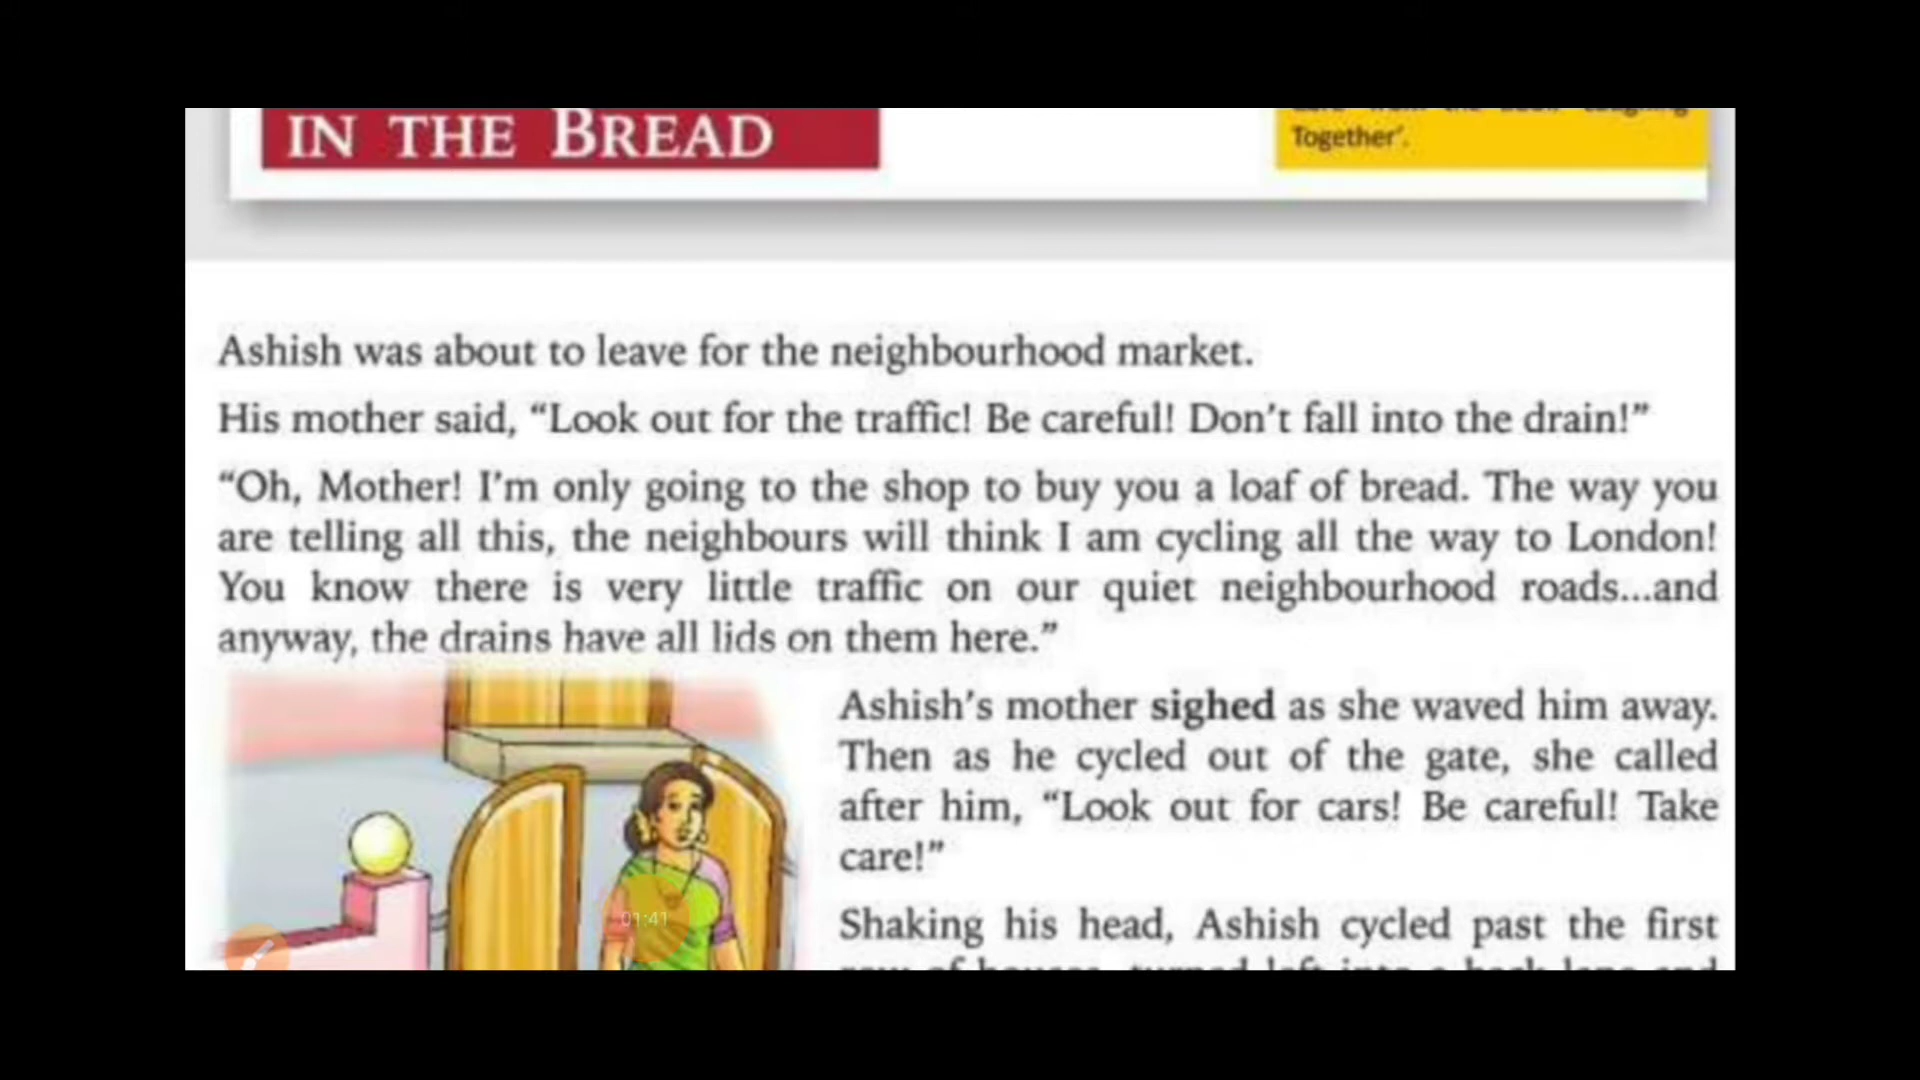 IN THE BREAD
Together'.
Ashish was about to leave for the neighbourhood market.
His mother said, “Look out for the traffic! Be careful! Don’t fall into the drain!”
“Oh, Mother! I’m only going to the shop to buy you a loaf of bread. The way you
are telling all this, the neighbours will think I am cycling all the way to London!
You know there is very little traffic on our quiet neighbourhood roads...and
anyway, the drains have all lids on them here.”
Ashish’s mother sighed as she waved him away.
Then as he cycled out of the gate, she called
after him, “Look out for cars! Be careful! Take
care!”
Shaking his head, Ashish cycled past the first
01:41